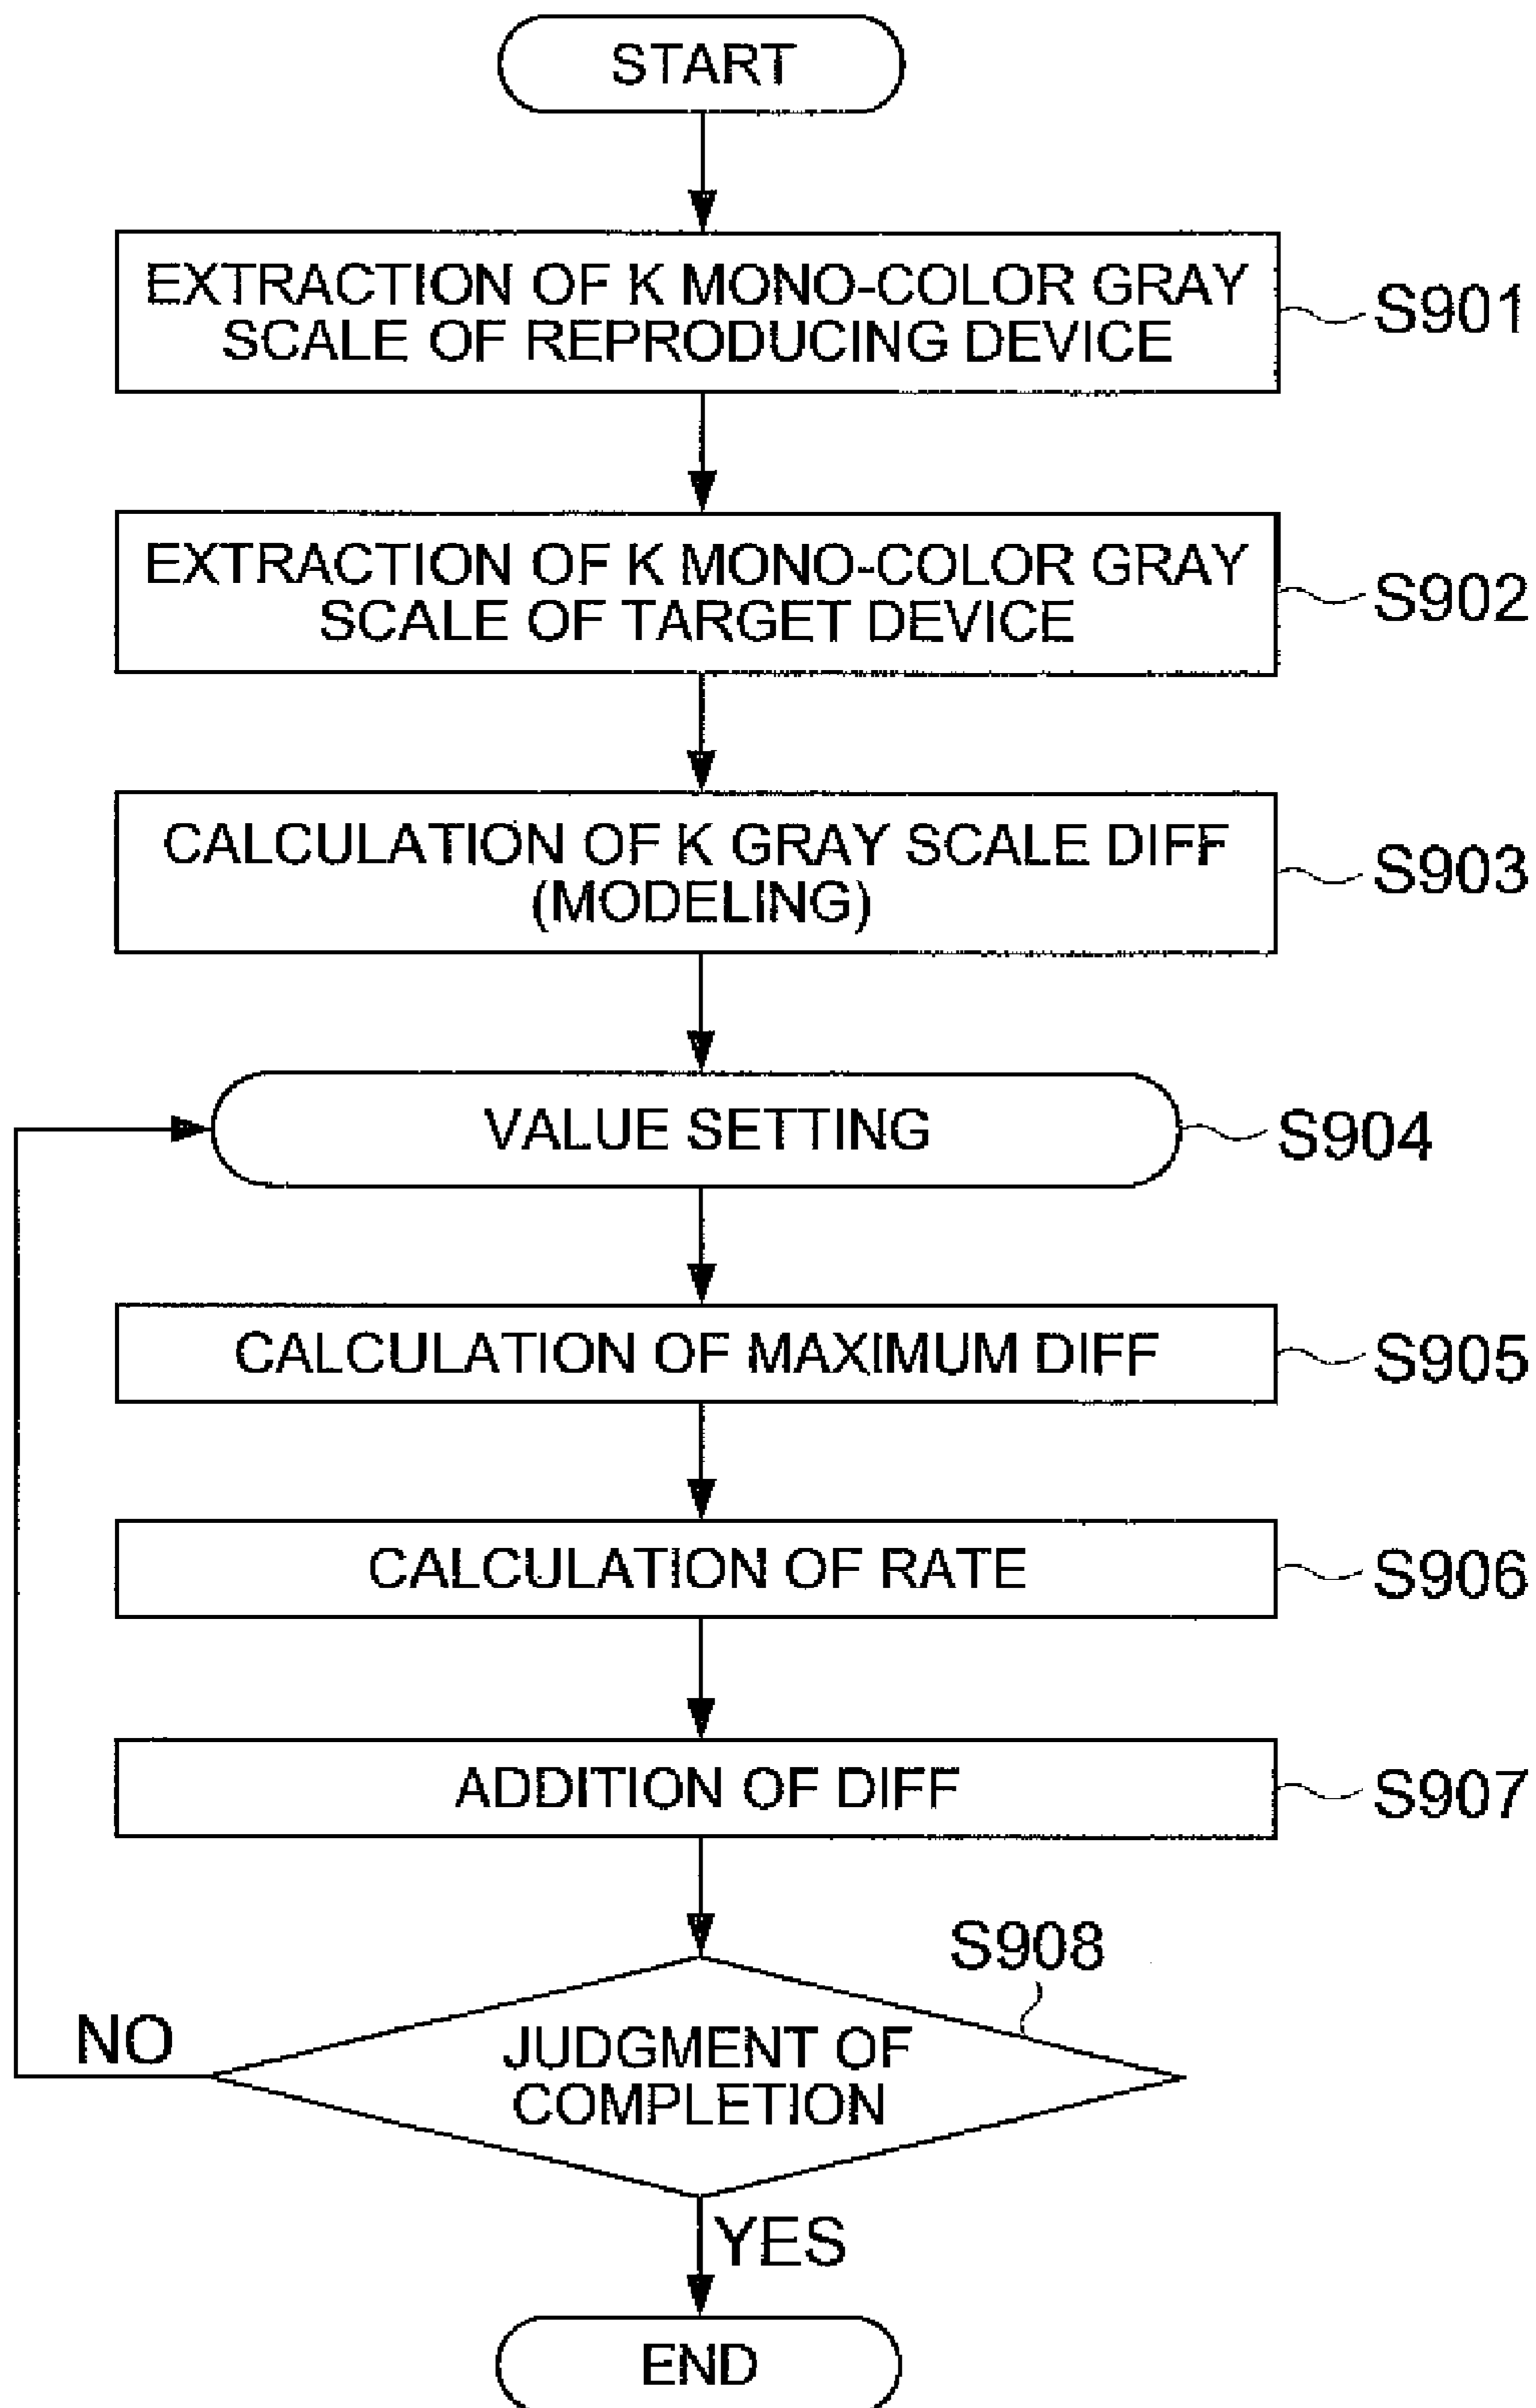 START
EXTRACTION OF K MONO-COLOR GRAY
SCALE OF REPRODUCING DEVICE
S901
EXTRACTION OF K MONO-COLOR GRAY
SCALE OF TARGET DEVICE
S902
CALCULATION OF K GRAY SCALE DIFF
(MODELING)
S903
VALUE SETTING
S904
CALCULATION OF MAXIMUM DIFF
S905
CALCULATION OF RATE
S906
ADDITION OF DIFF
S907
S908
JUDGMENT OF
COMPLETION
NO
YES
END